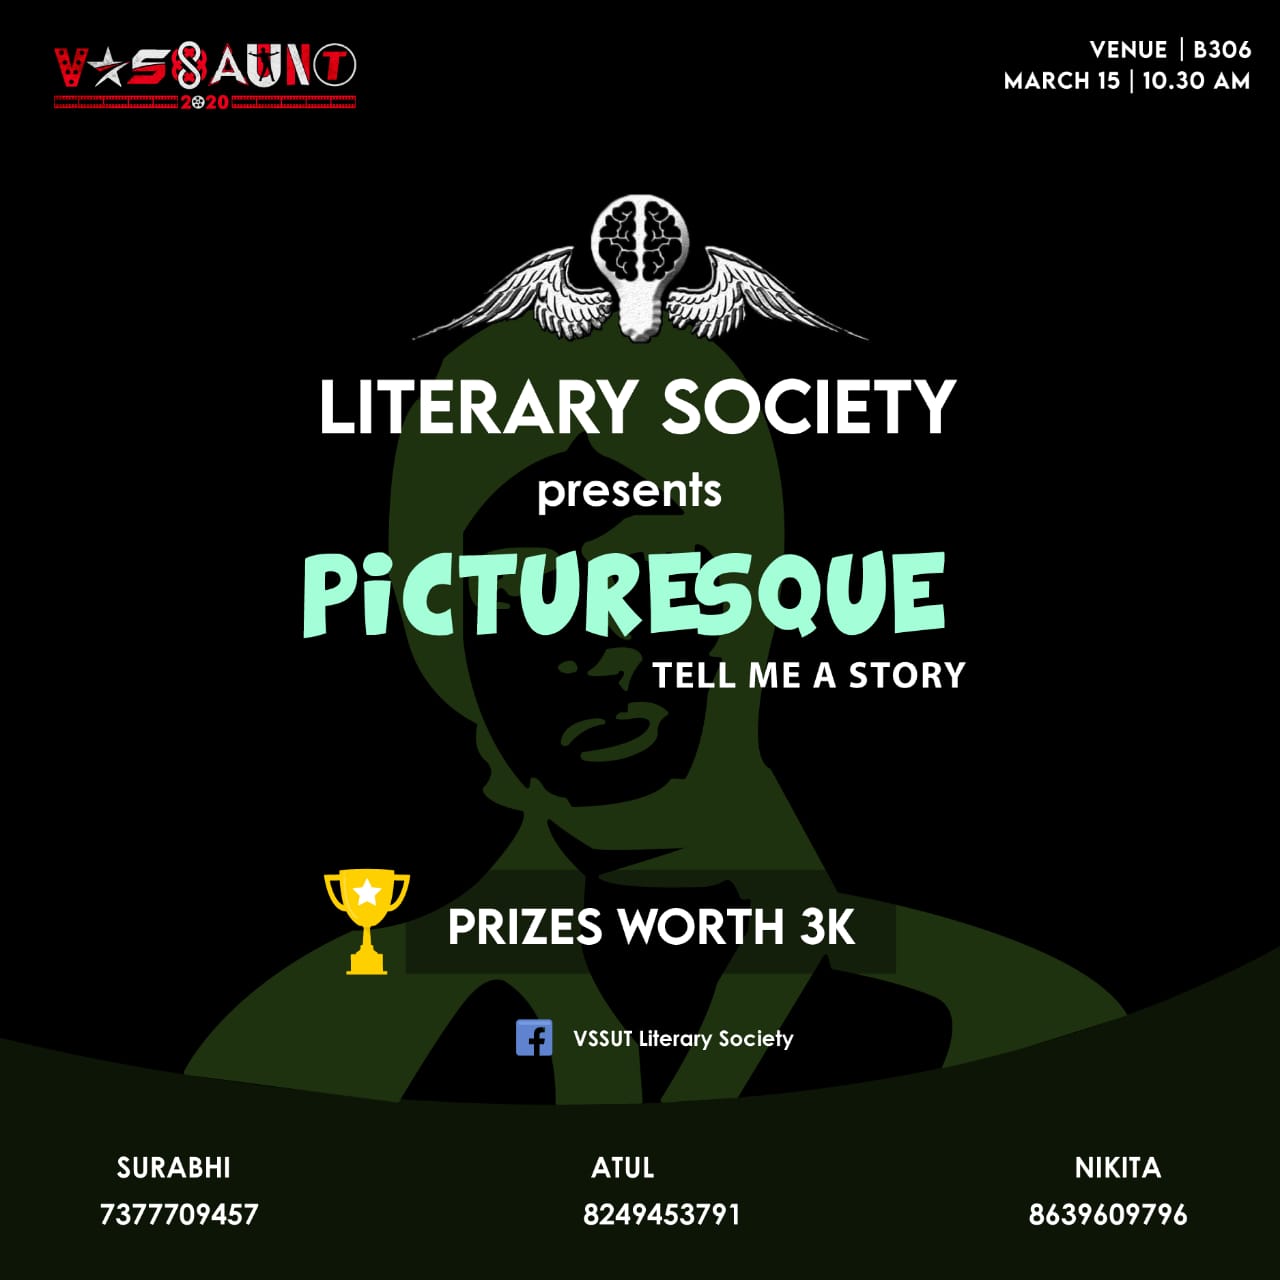 VASSAUNT
2020
VENUE | B306
MARCH 15 | 10.30 AM
LITERARY SOCIETY
presents
PiCTURESQUE
TELL ME A STORY
PRIZES WORTH 3K
VSSUT Literary Society
SURABHI
7377709457
ATUL
8249453791
NIKITA
8639609796